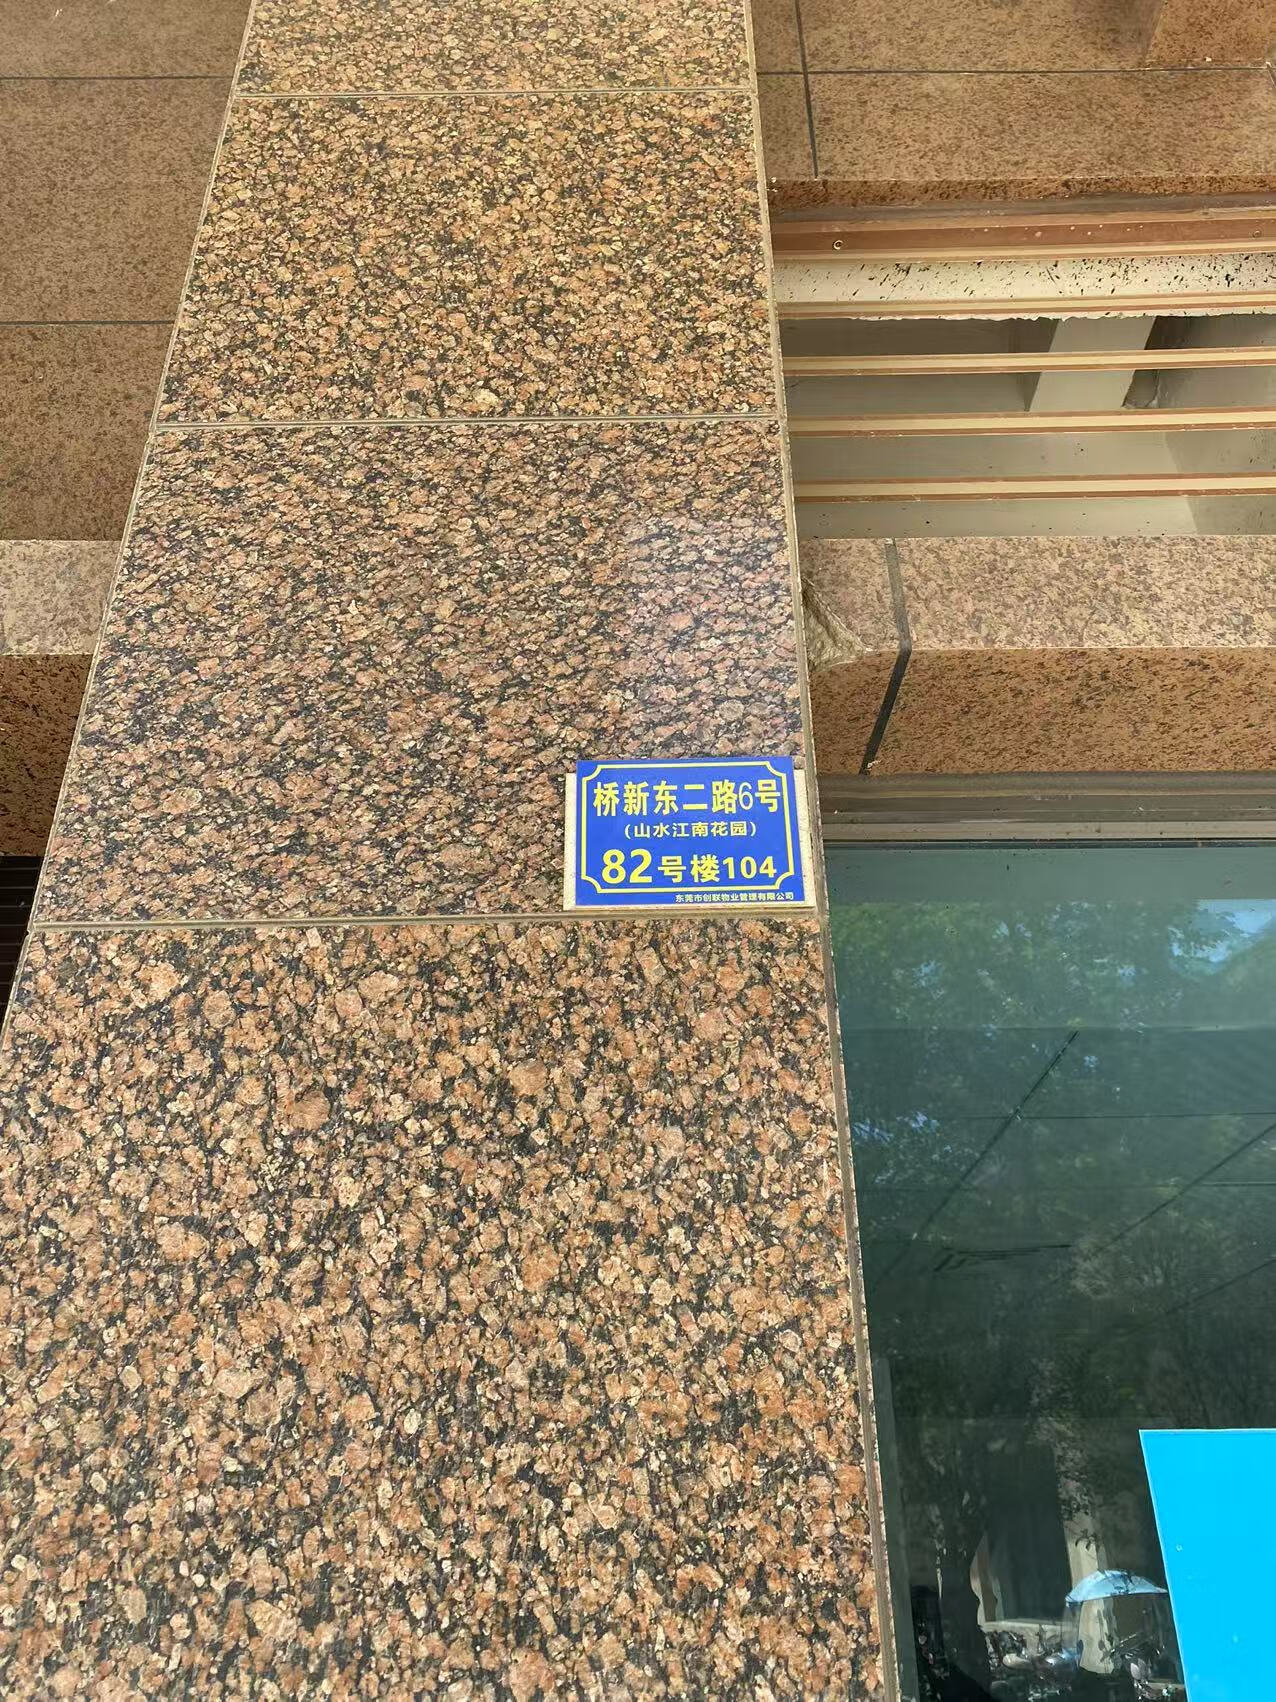 桥新东二路6号
（山水江南花园）
82号楼104
东莞市创联物业管理有限公司